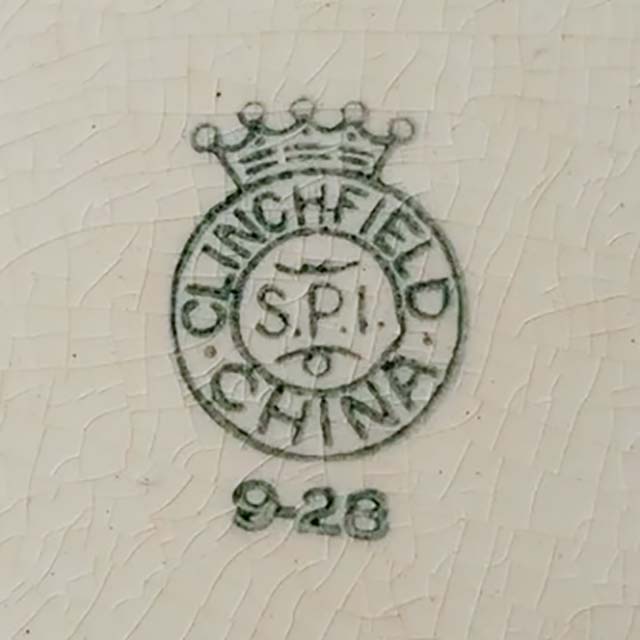 CLINCHFIELD
S.P.I.
CHINA
9-28